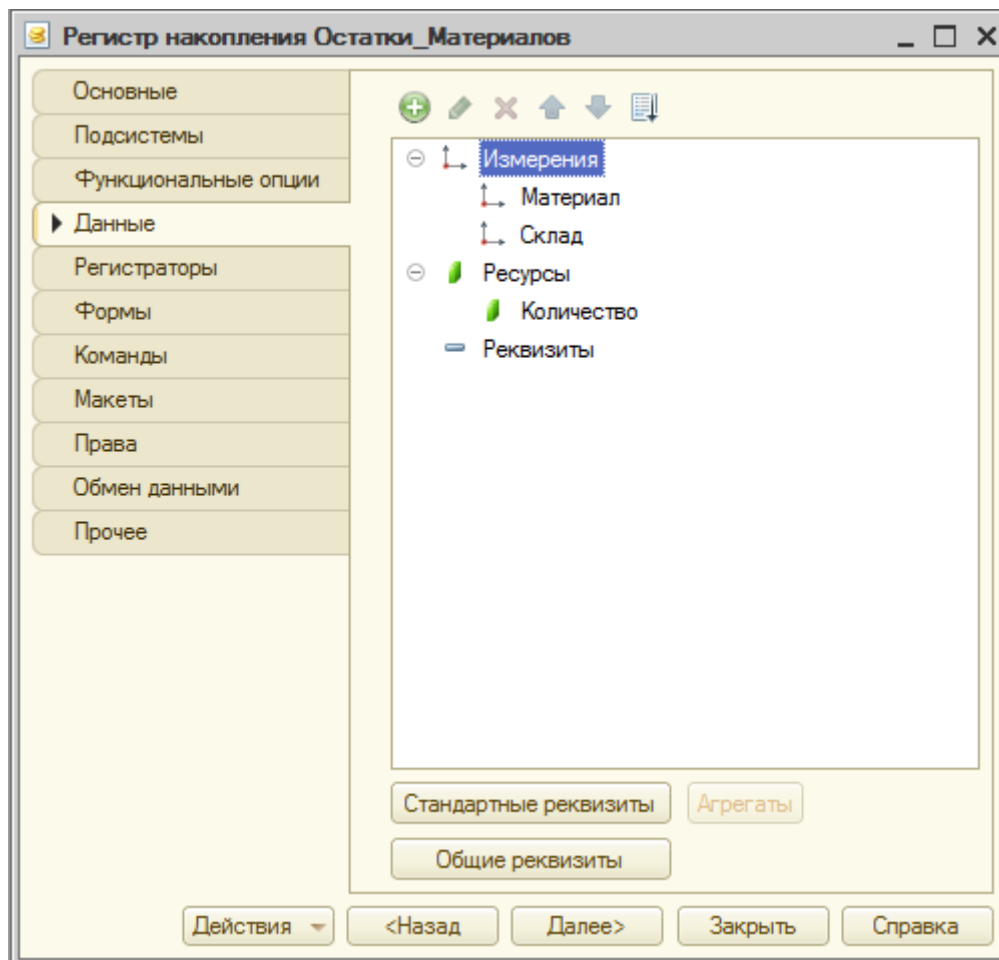 Регистр накопления Остатки_Материалов
Основные
Подсистемы
Функциональные опции
Данные
Регистраторы
Формы
Команды
Макеты
Права
Обмен данными
Прочее
Измерения
Материал
Склад
Ресурсы
Количество
Реквизиты
Стандартные реквизиты
Агрегаты
Общие реквизиты
Действия
<Назад
Далее>
Закрыть
Справка